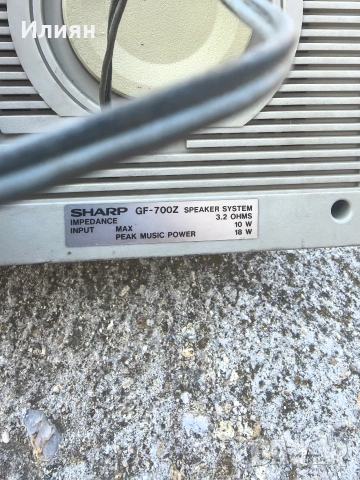 Илиян
SHARP GF-700Z SPEAKER SYSTEM
IMPEDANCE 3.2 OHMS
INPUT MAX 10 W
PEAK MUSIC POWER 18 W